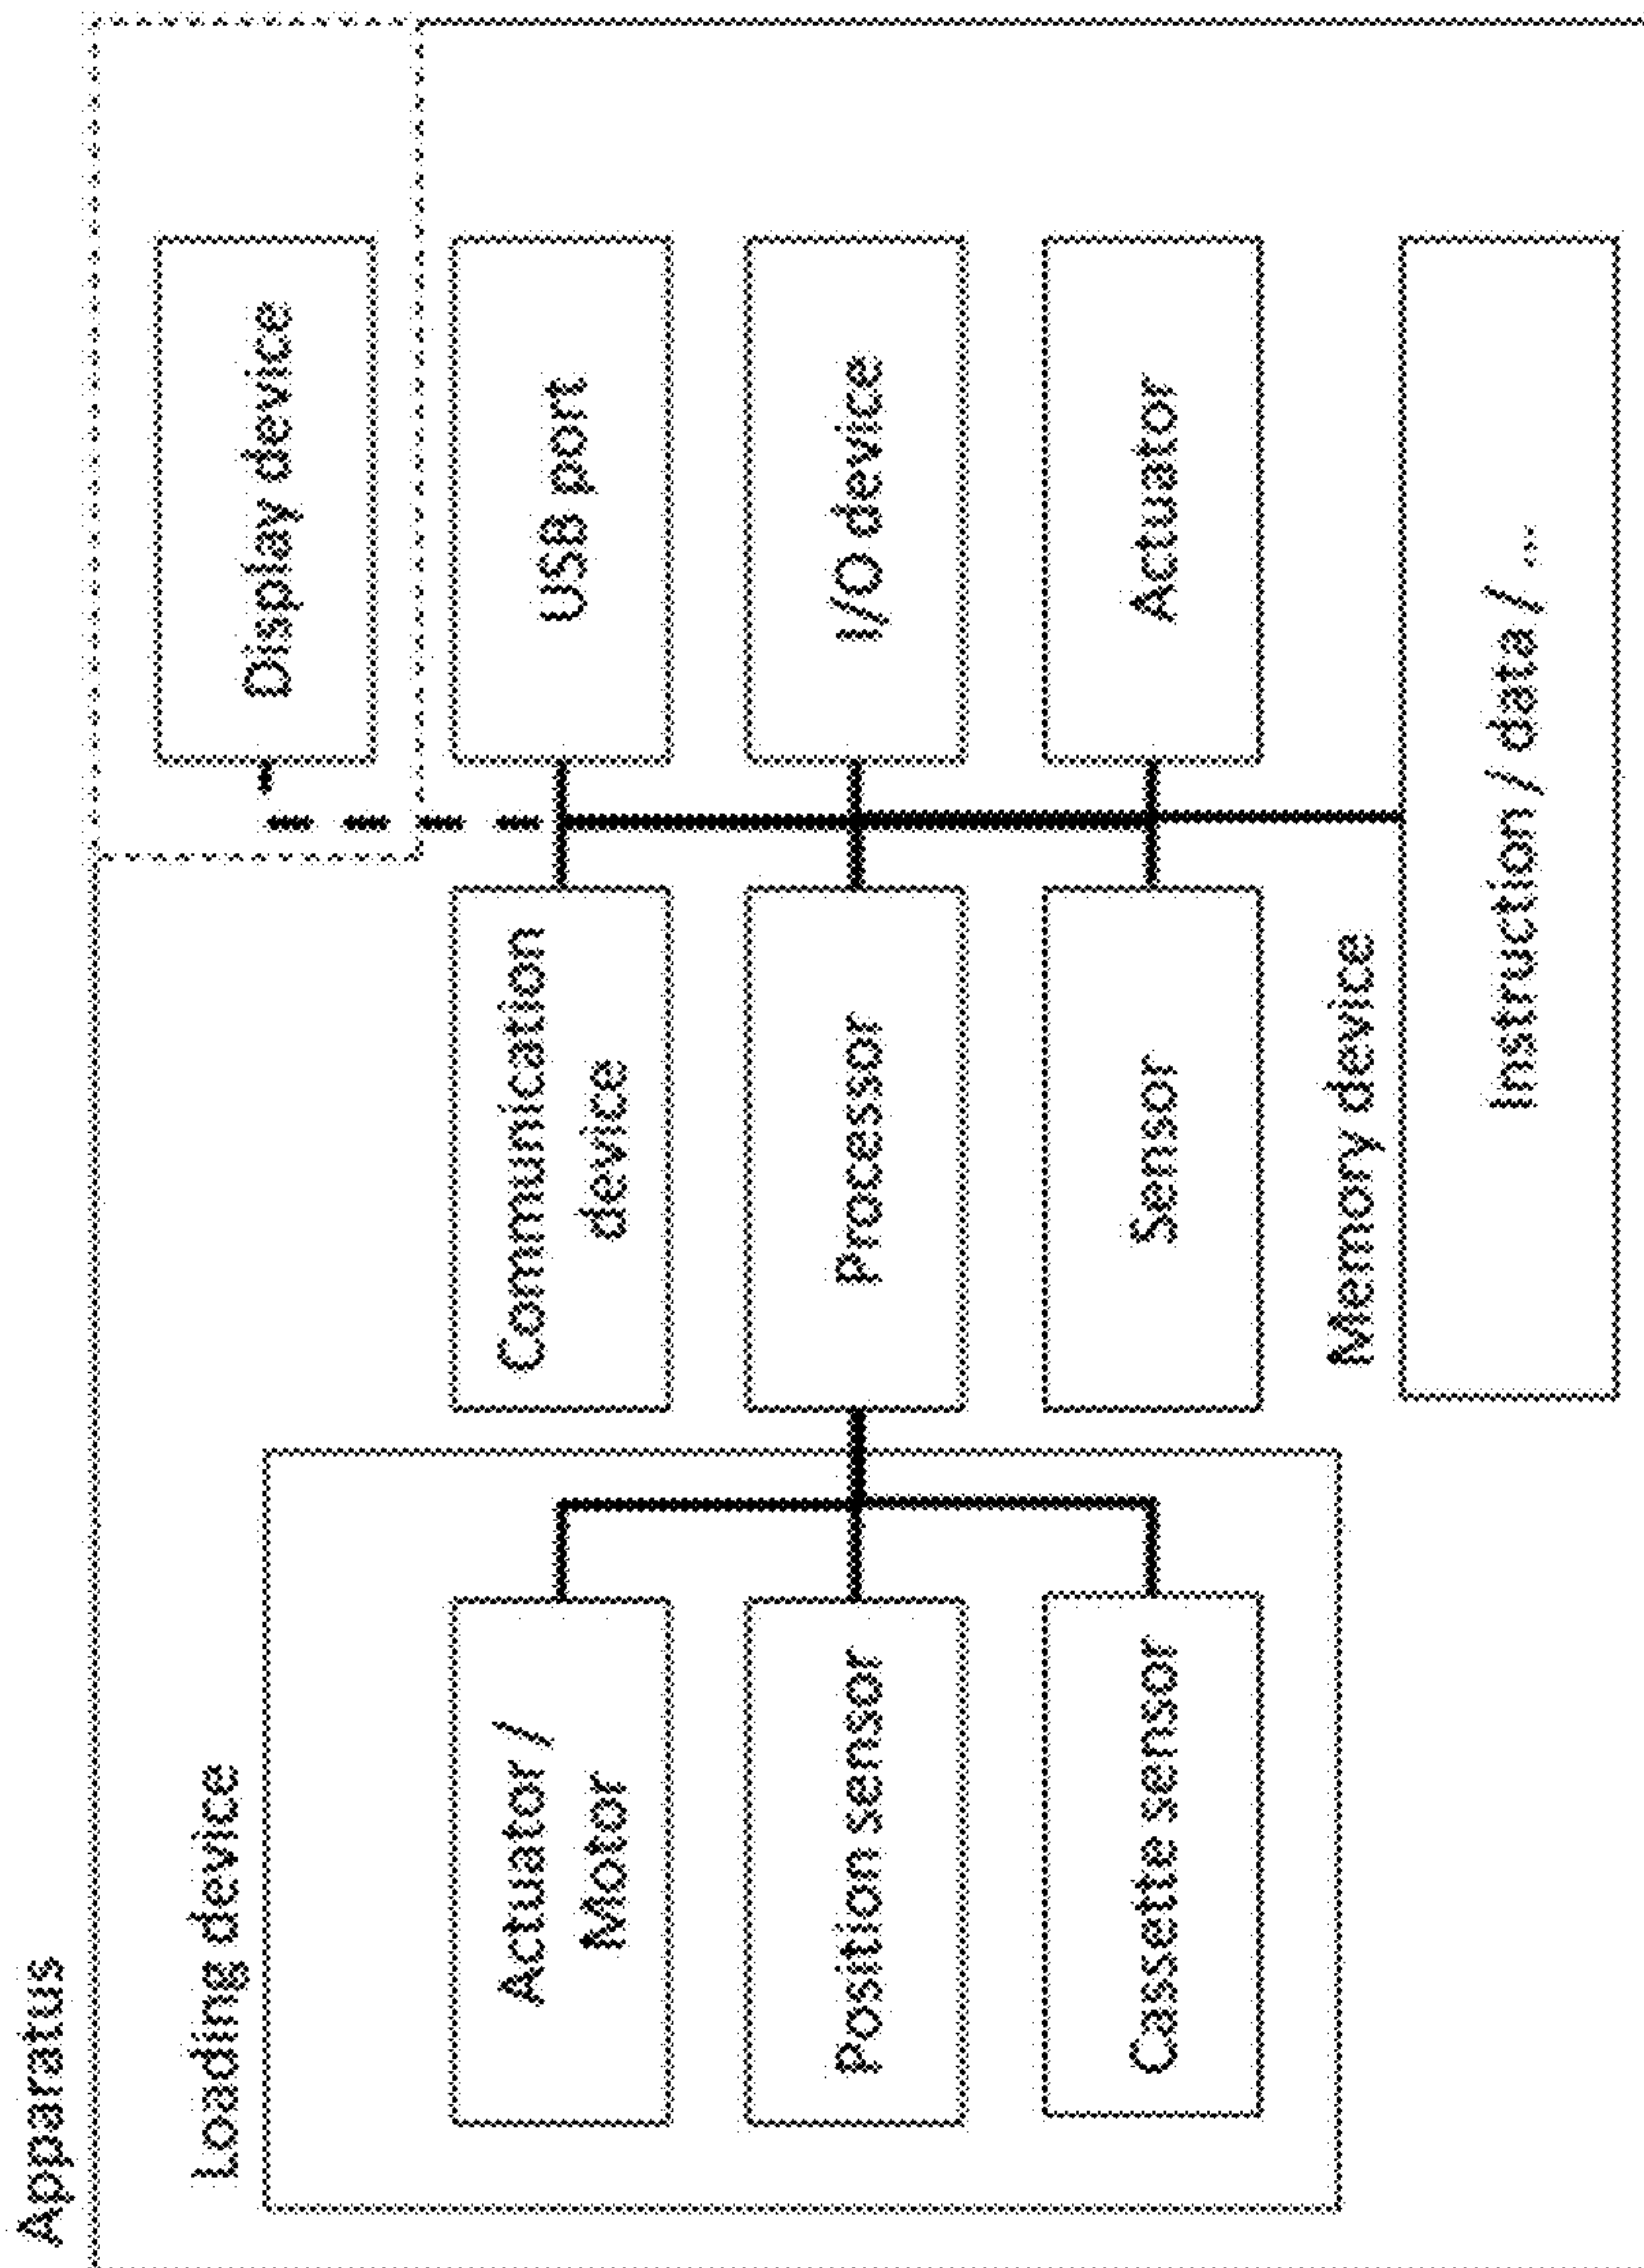 Apparatus
Loading device
Display device
Actuator /
Motor
Communication
device
USB port
Position sensor
Processor
I/O device
Cassette sensor
Sensor
Actuator
Memory device
Instruction / data / ...